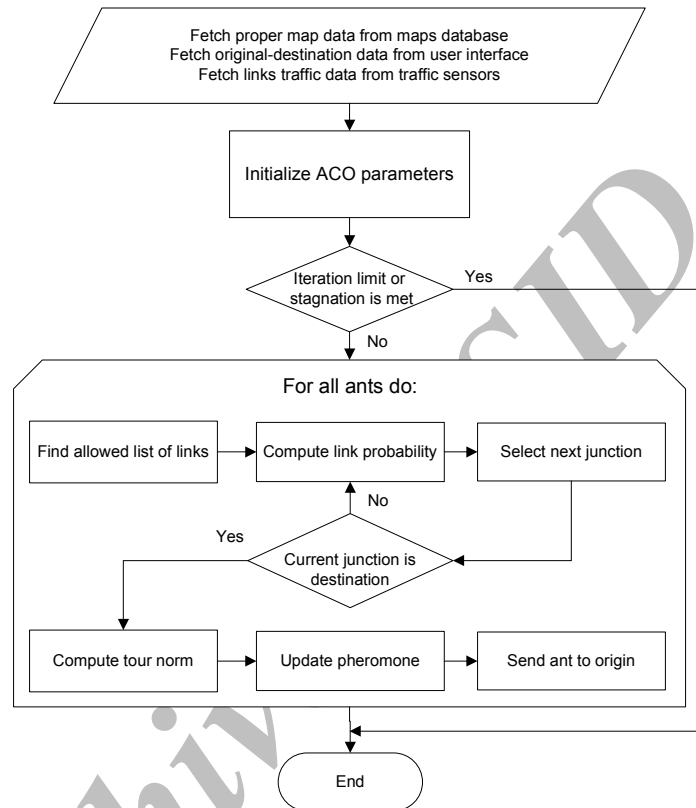 Fetch proper map data from maps database
Fetch original-destination data from user interface
Fetch links traffic data from traffic sensors
Initialize ACO parameters
Iteration limit or
stagnation is met
Yes
No
For all ants do:
Find allowed list of links
Compute link probability
Select next junction
No
Yes
Current junction is
destination
Compute tour norm
Update pheromone
Send ant to origin
End